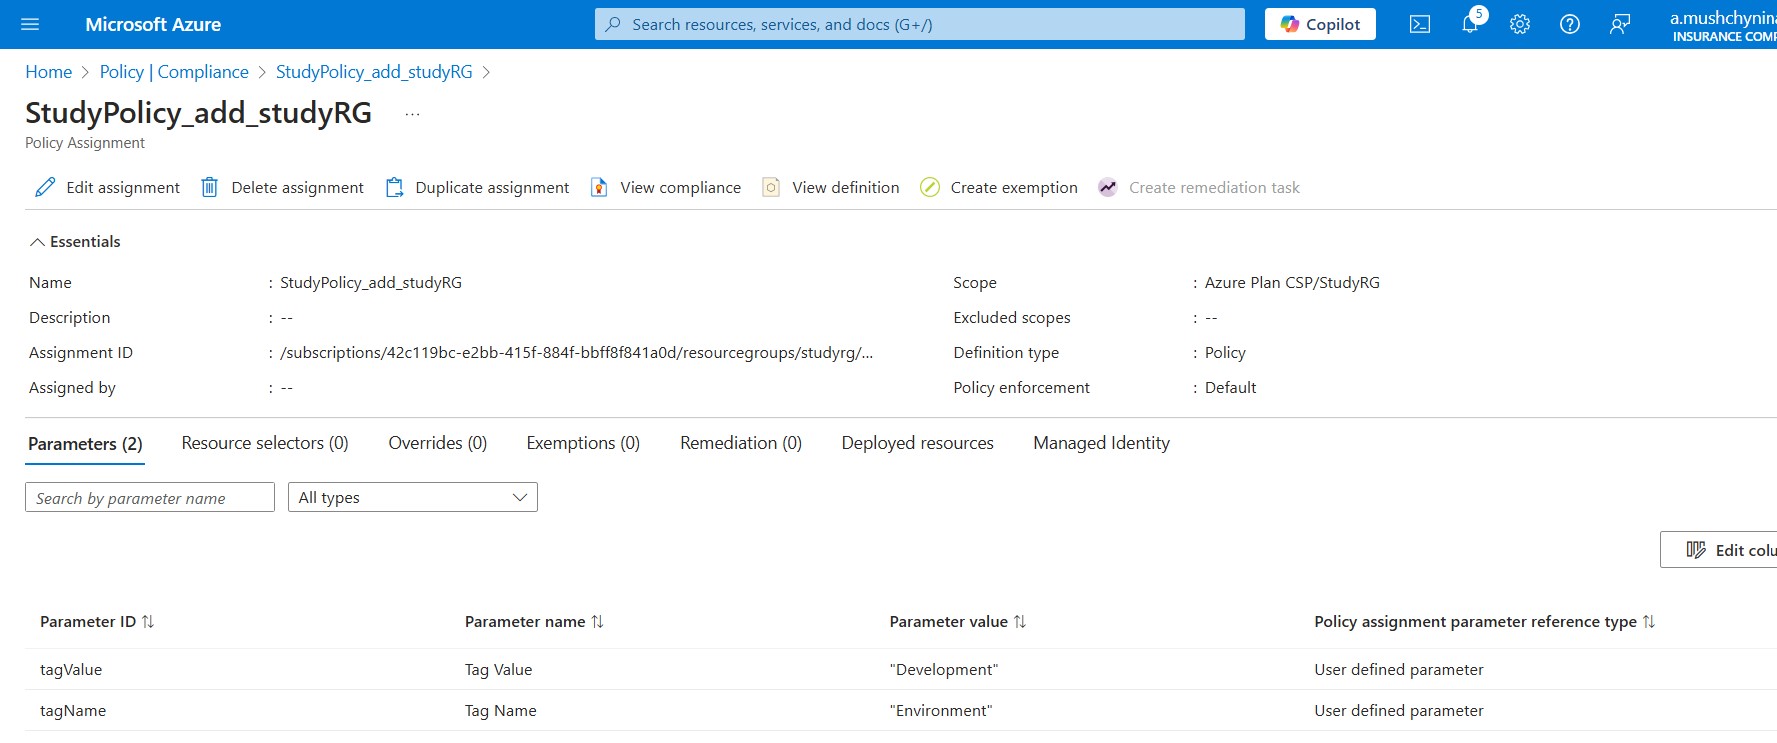 Microsoft Azure
Search resources, services, and docs (G+/)
Copilot
5
a.mushchynina
INSURANCE COMP
Home > Policy | Compliance > StudyPolicy_add_studyRG >
StudyPolicy_add_studyRG ...
Policy Assignment
Edit assignment Delete assignment Duplicate assignment View compliance View definition Create exemption Create remediation task
Essentials
Name : StudyPolicy_add_studyRG
Description : --
Assignment ID : /subscriptions/42c119bc-e2bb-415f-884f-bbff8f841a0d/resourcegroups/studyrg/...
Assigned by : --
Scope : Azure Plan CSP/StudyRG
Excluded scopes : --
Definition type : Policy
Policy enforcement : Default
Parameters (2) Resource selectors (0) Overrides (0) Exemptions (0) Remediation (0) Deployed resources Managed Identity
Search by parameter name All types
Edit colu
Parameter ID Parameter name Parameter value Policy assignment parameter reference type
tagValue Tag Value "Development" User defined parameter
tagName Tag Name "Environment" User defined parameter